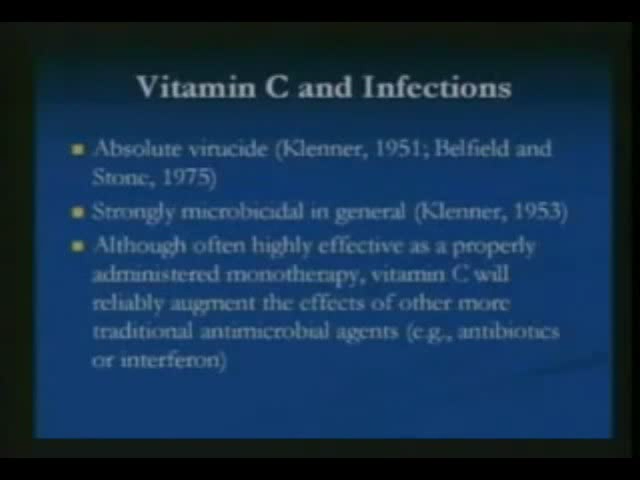 Vitamin C and Infections
Absolute virucide (Klenner, 1951; Belfield and
Stone, 1975)
Strongly microbicidal in general (Klenner, 1953)
Although often highly effective as a properly
administered monotherapy, vitamin C will
reliably augment the effects of other more
traditional antimicrobial agents (e.g., antibiotics
or interferon)